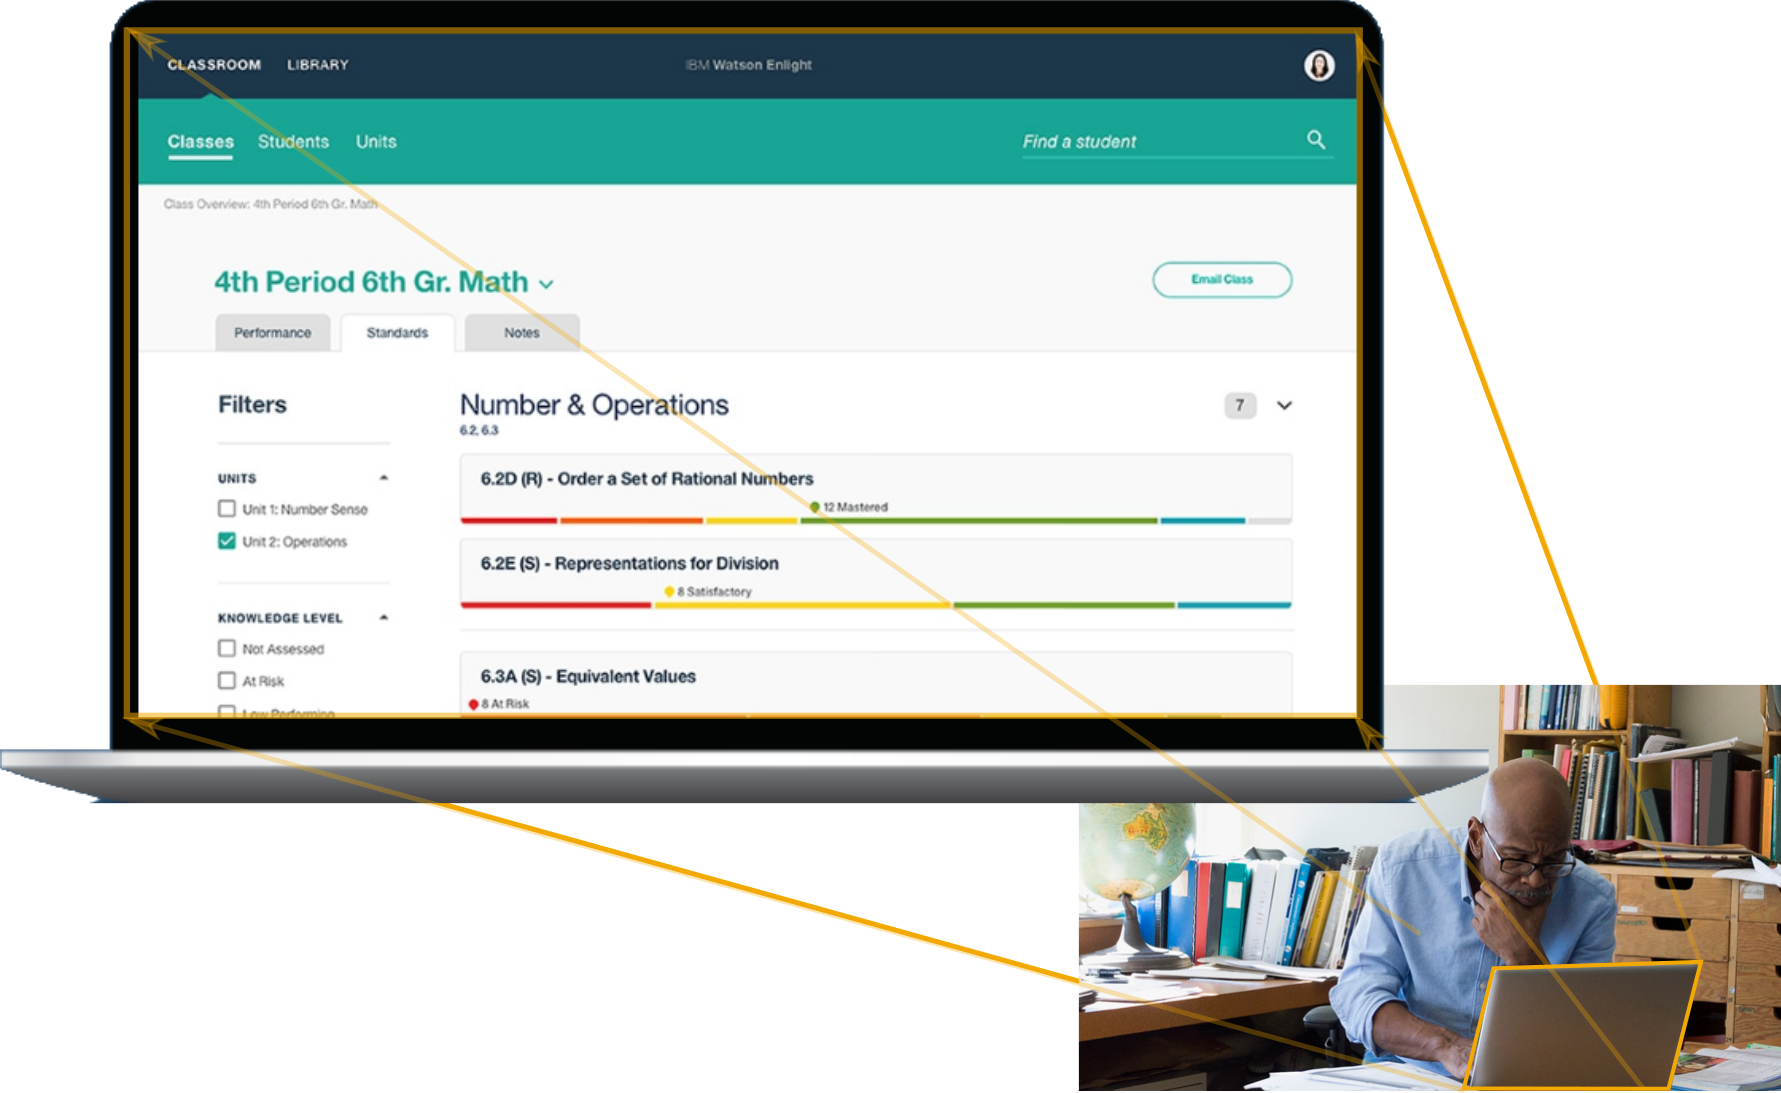 CLASSROOM LIBRARY IBM Watson Enlight
Classes Students Units Find a student
Class Overview: 4th Period 6th Gr. Math
4th Period 6th Gr. Math Email Class
Performance Standards Notes
Filters
UNITS
Unit 1: Number Sense
Unit 2: Operations
KNOWLEDGE LEVEL
Not Assessed
At Risk
Low Performing
Number & Operations 7
6.2, 6.3
6.2D (R) - Order a Set of Rational Numbers
12 Mastered
6.2E (S) - Representations for Division
8 Satisfactory
6.3A (S) - Equivalent Values
8 At Risk